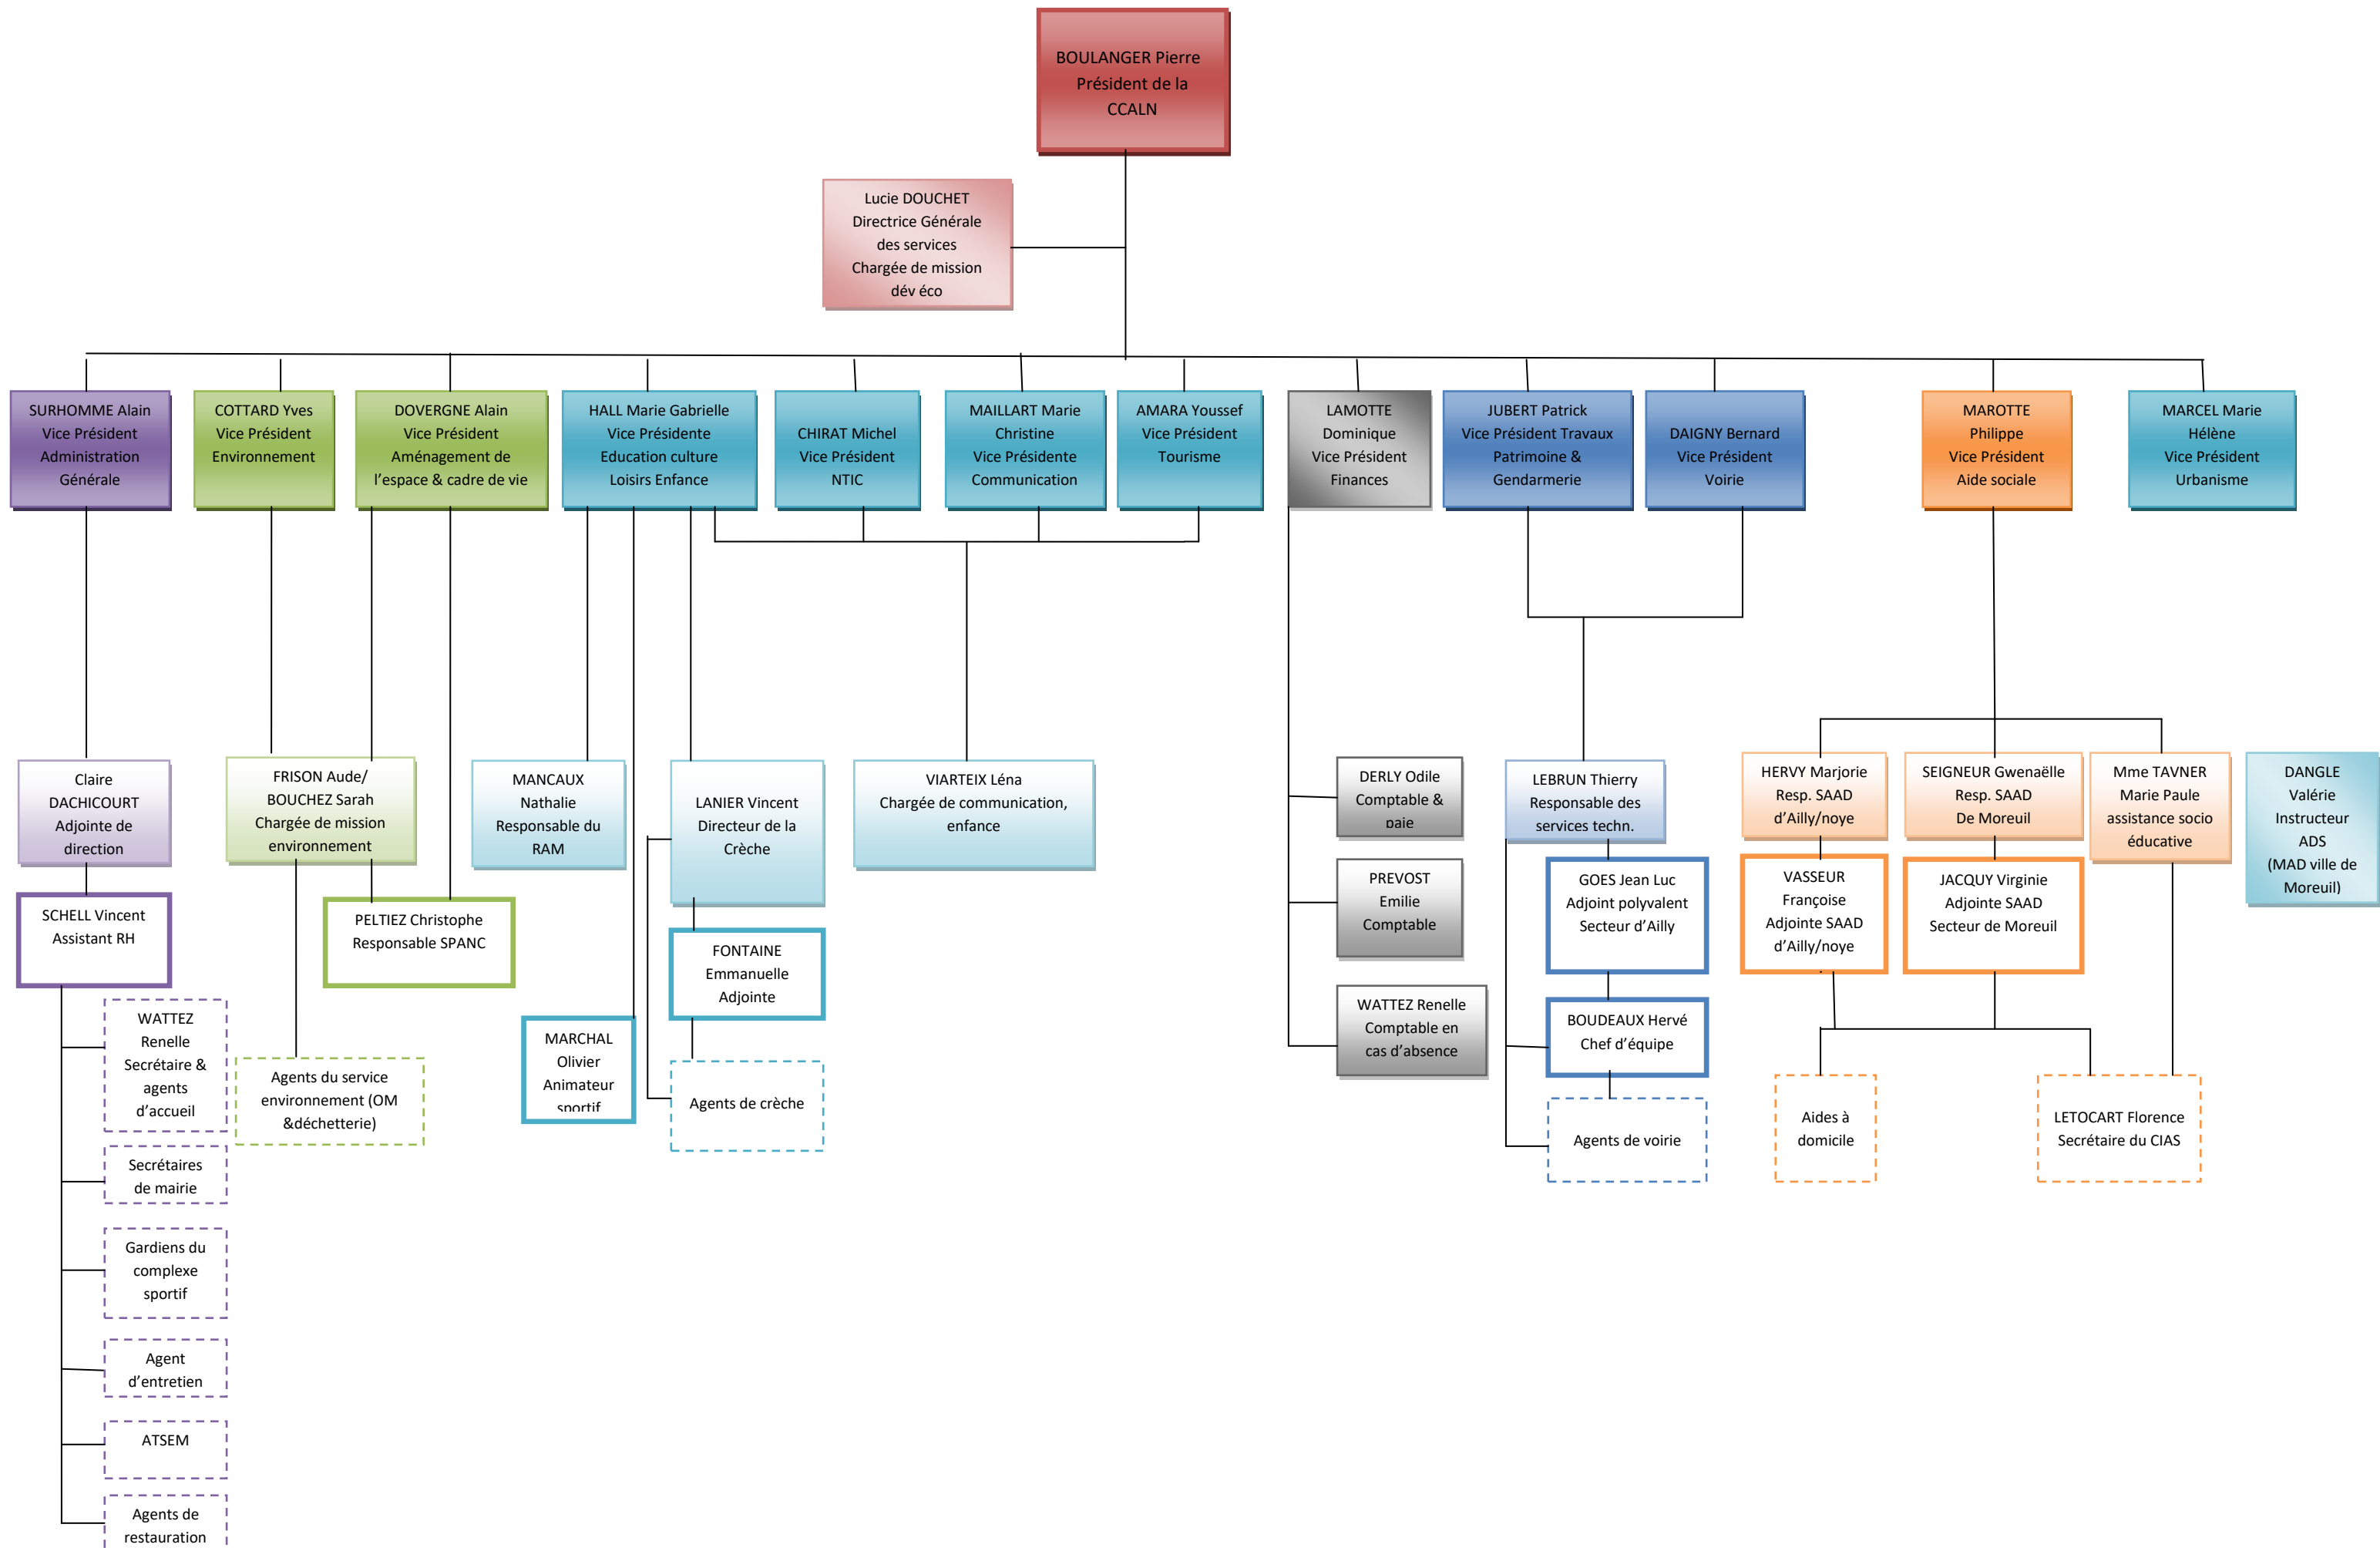 BOULANGER Pierre
Président de la
CCALN
Lucie DOUCHET
Directrice Générale
des services
Chargée de mission
dév éco
SURHOMME Alain
Vice Président
Administration
Générale
COTTARD Yves
Vice Président
Environnement
DOVERGNE Alain
Vice Président
Aménagement de
l’espace & cadre de vie
HALL Marie Gabrielle
Vice Présidente
Education culture
Loisirs Enfance
CHIRAT Michel
Vice Président
NTIC
MAILLART Marie
Christine
Vice Présidente
Communication
AMARA Youssef
Vice Président
Tourisme
LAMOTTE
Dominique
Vice Président
Finances
JUBERT Patrick
Vice Président Travaux
Patrimoine &
Gendarmerie
DAIGNY Bernard
Vice Président
Voirie
MAROTTE
Philippe
Vice Président
Aide sociale
MARCEL Marie
Hélène
Vice Président
Urbanisme
Claire
DACHICOURT
Adjointe de
direction
FRISON Aude/
BOUCHEZ Sarah
Chargée de mission
environnement
MANCAUX
Nathalie
Responsable du
RAM
LANIER Vincent
Directeur de la
Crèche
VIARTEIX Léna
Chargée de communication,
enfance
DERLY Odile
Comptable &
paie
LEBRUN Thierry
Responsable des
services techn.
HERVY Marjorie
Resp. SAAD
d’Ailly/noye
SEIGNEUR Gwenaëlle
Resp. SAAD
De Moreuil
Mme TAVNER
Marie Paule
assistance socio
éducative
DANGLE
Valérie
Instructeur
ADS
(MAD ville de
Moreuil)
SCHELL Vincent
Assistant RH
PELTIEZ Christophe
Responsable SPANC
FONTAINE
Emmanuelle
Adjointe
PREVOST
Emilie
Comptable
GOES Jean Luc
Adjoint polyvalent
Secteur d’Ailly
VASSEUR
Françoise
Adjointe SAAD
d’Ailly/noye
JACQUY Virginie
Adjointe SAAD
Secteur de Moreuil
WATTEZ
Renelle
Secrétaire &
agents
d’accueil
Agents du service
environnement (OM
&déchetterie)
MARCHAL
Olivier
Animateur
sportif
Agents de crèche
WATTEZ Renelle
Comptable en
cas d’absence
BOUDEAUX Hervé
Chef d’équipe
Agents de voirie
Aides à
domicile
LETOCART Florence
Secrétaire du CIAS
Secrétaires
de mairie
Gardiens du
complexe
sportif
Agent
d’entretien
ATSEM
Agents de
restauration